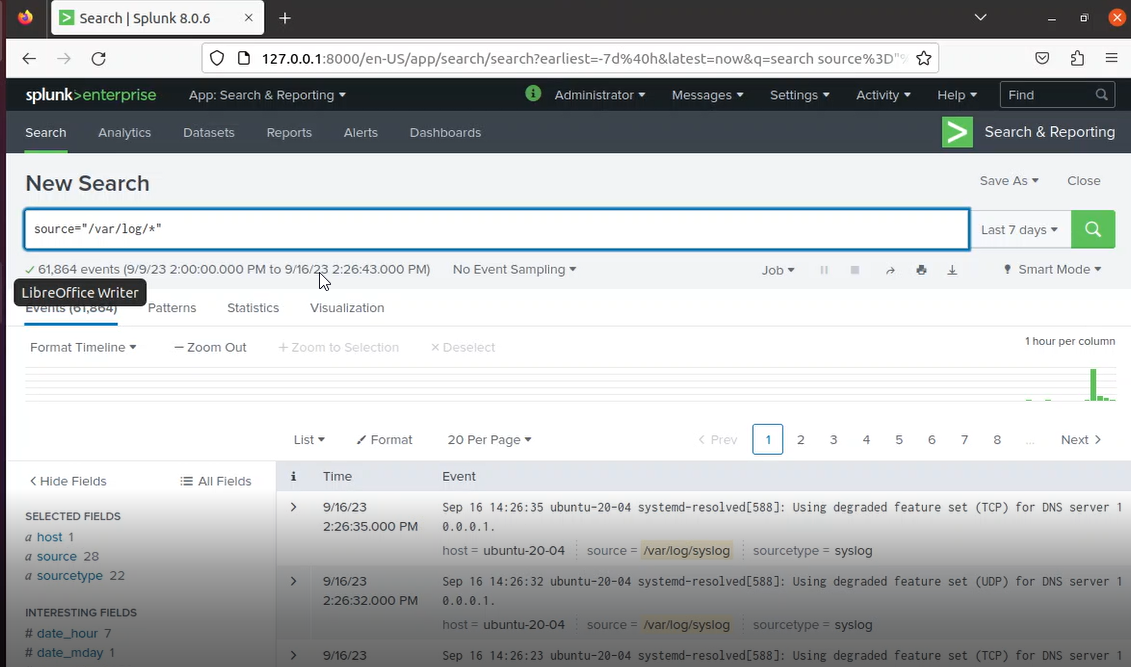 Search | Splunk 8.0.6
127.0.0.1:8000/en-US/app/search/search?earliest=-7d%40h&latest=now&q=search source%3D"%
splunk>enterprise App: Search & Reporting i Administrator Messages Settings Activity Help Find
Search Analytics Datasets Reports Alerts Dashboards > Search & Reporting
New Search Save As Close
source="/var/log/*" Last 7 days
61,864 events (9/9/23 2:00:00.000 PM to 9/16/23 2:26:43.000 PM) No Event Sampling Job Smart Mode
LibreOffice Writer
Events (61,864) Patterns Statistics Visualization
Format Timeline — Zoom Out + Zoom to Selection × Deselect 1 hour per column
List Format 20 Per Page < Prev 1 2 3 4 5 6 7 8 ... Next >
< Hide Fields All Fields i Time Event
SELECTED FIELDS
a host 1
a source 28
a sourcetype 22
INTERESTING FIELDS
# date_hour 7
# date_mday 1
> 9/16/23 Sep 16 14:26:35 ubuntu-20-04 systemd-resolved[588]: Using degraded feature set (TCP) for DNS server 1
2:26:35.000 PM 0.0.0.1.
host = ubuntu-20-04 source = /var/log/syslog sourcetype = syslog
> 9/16/23 Sep 16 14:26:32 ubuntu-20-04 systemd-resolved[588]: Using degraded feature set (UDP) for DNS server 1
2:26:32.000 PM 0.0.0.1.
host = ubuntu-20-04 source = /var/log/syslog sourcetype = syslog
> 9/16/23 Sep 16 14:26:23 ubuntu-20-04 systemd-resolved[588]: Using degraded feature set (TCP) for DNS server 1